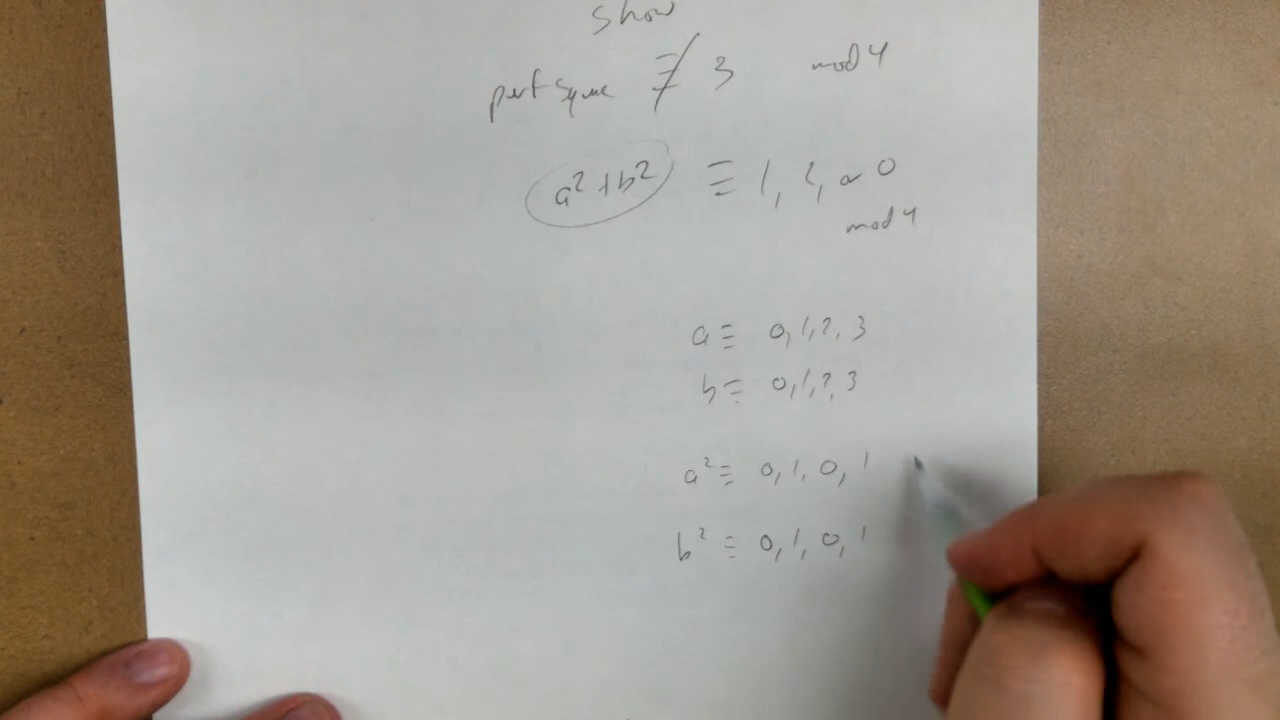 Show
perf square ≢ 3 mod 4
a² + b² ≡ 1, 2, or 0
mod 4
a ≡ 0, 1, 2, 3
b ≡ 0, 1, 2, 3
a² ≡ 0, 1, 0, 1
b² ≡ 0, 1, 0, 1